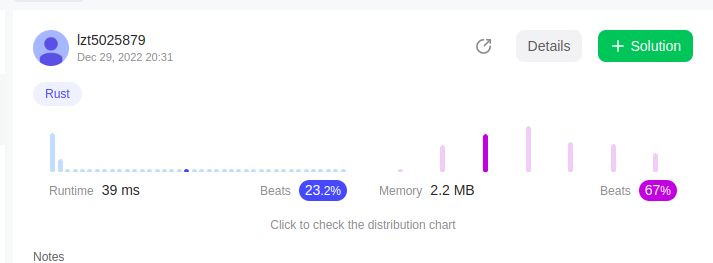 lzt5025879
Dec 29, 2022 20:31
Details
Solution
Rust
Runtime 39 ms Beats 23.2% Memory 2.2 MB Beats 67%
Click to check the distribution chart
Notes